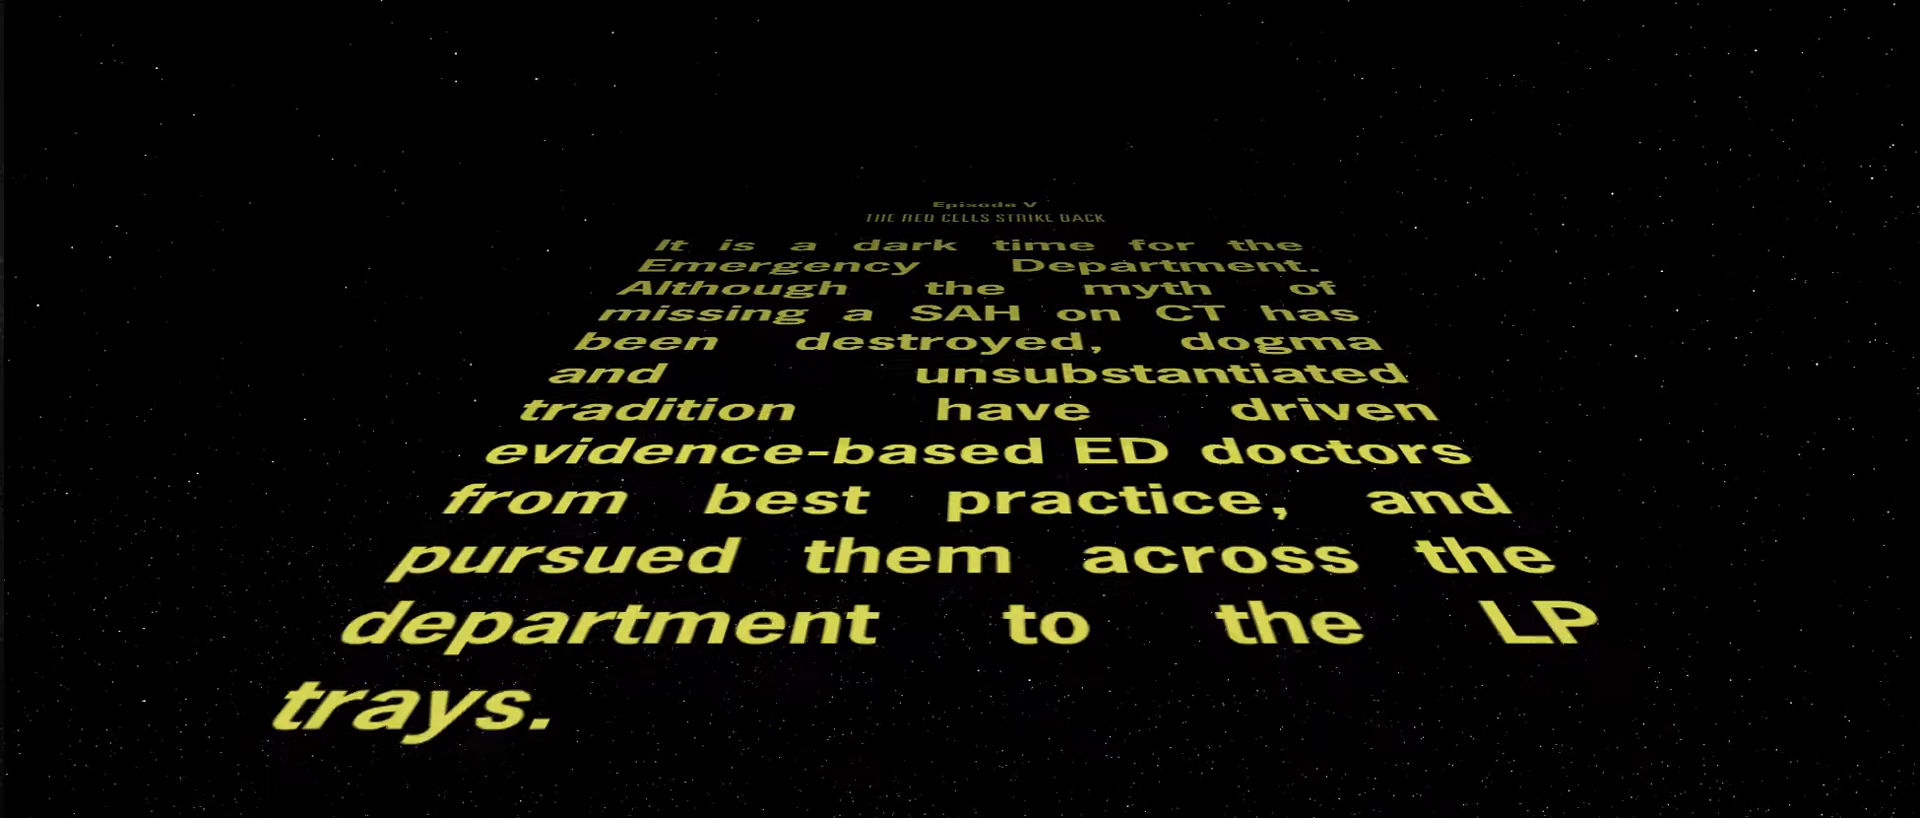 Episode V
THE RED CELLS STRIKE BACK
It is a dark time for the
Emergency Department.
Although the myth of
missing a SAH on CT has
been destroyed, dogma
and unsubstantiated
tradition have driven
evidence-based ED doctors
from best practice, and
pursued them across the
department to the LP
trays.